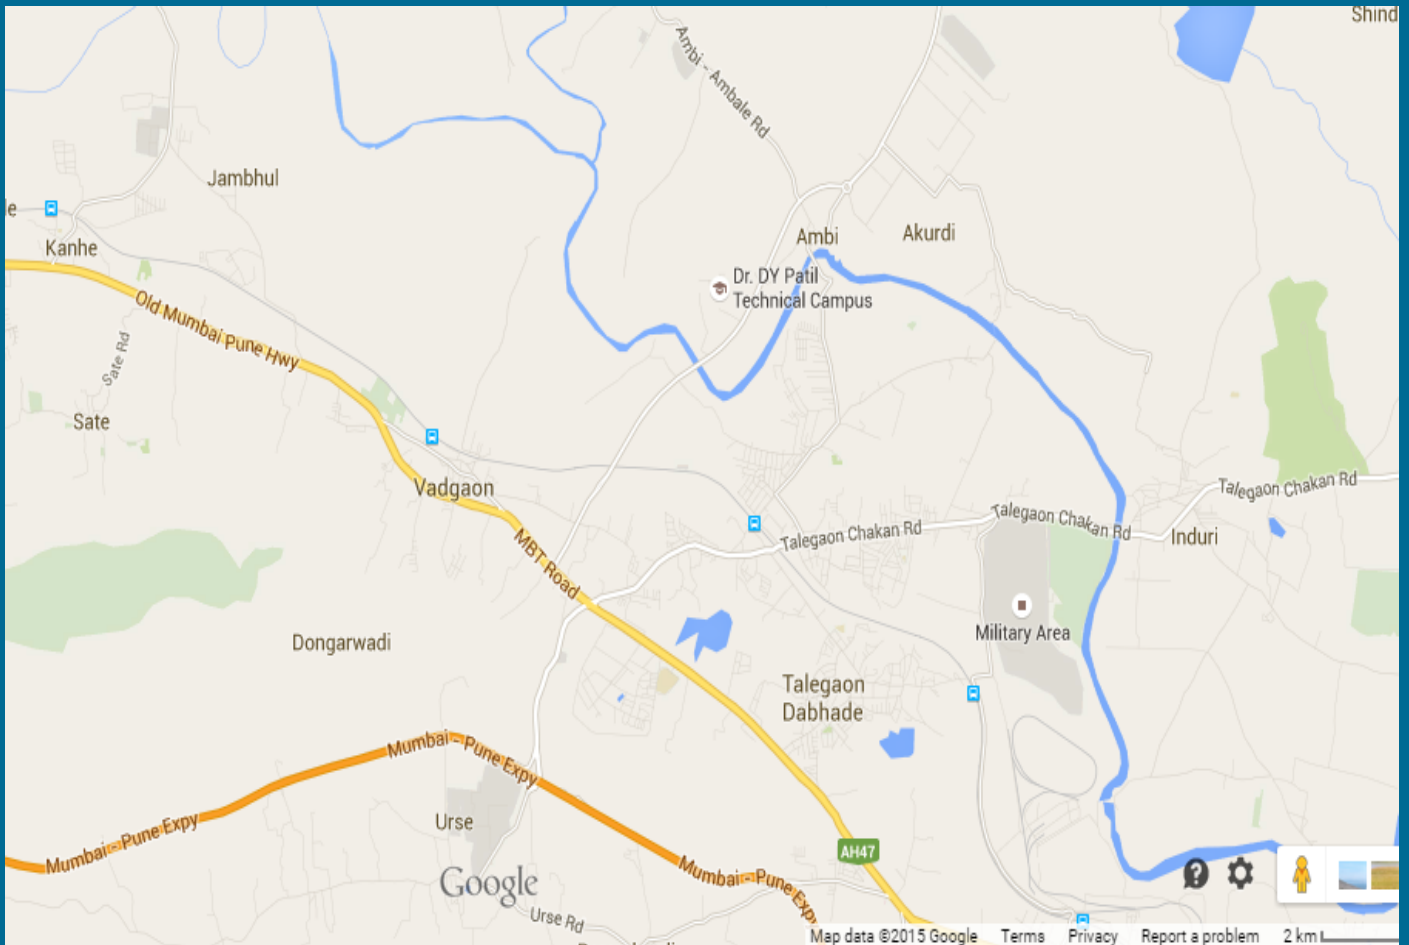 Shind
Ambi - Ambale Rd
Jambhul
le
Kanhe
Ambi
Akurdi
Dr. DY Patil
Technical Campus
Old Mumbai Pune Hwy
Sate Rd
Sate
Vadgaon
Talegaon Chakan Rd
Talegaon Chakan Rd
Talegaon Chakan Rd
Induri
MBT Road
Military Area
Dongarwadi
Talegaon
Dabhade
Mumbai - Pune Expy
Mumbai - Pune Expy
Urse
AH47
Mumbai - Pune Expy
Google
Urse Rd
Map data ©2015 Google Terms Privacy Report a problem 2 km